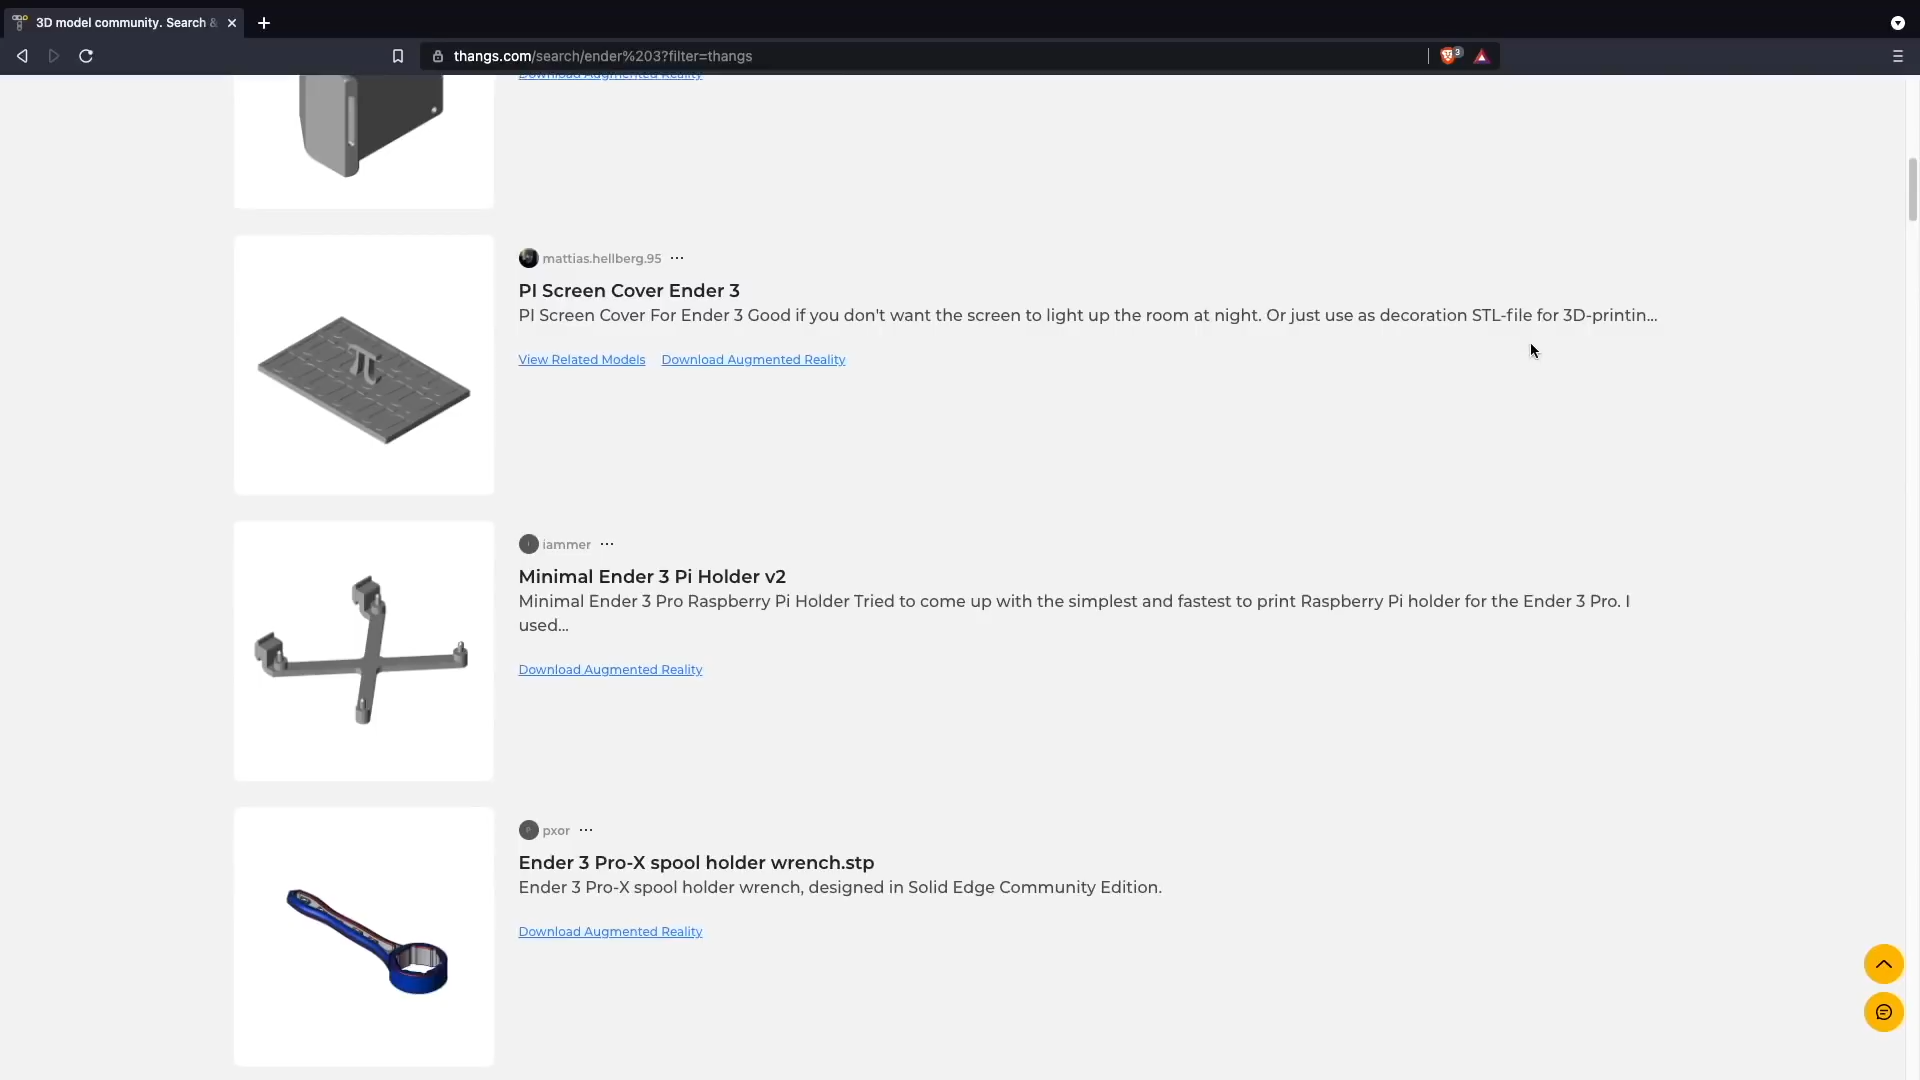 3D model community. Search &
thangs.com/search/ender%203?filter=thangs
3
Download Augmented Reality
mattias.hellberg.95 ...
PI Screen Cover Ender 3
PI Screen Cover For Ender 3 Good if you don't want the screen to light up the room at night. Or just use as decoration STL-file for 3D-printin...
View Related Models Download Augmented Reality
π
iammer ...
Minimal Ender 3 Pi Holder v2
Minimal Ender 3 Pro Raspberry Pi Holder Tried to come up with the simplest and fastest to print Raspberry Pi holder for the Ender 3 Pro. I
used...
Download Augmented Reality
pxor ...
Ender 3 Pro-X spool holder wrench.stp
Ender 3 Pro-X spool holder wrench, designed in Solid Edge Community Edition.
Download Augmented Reality